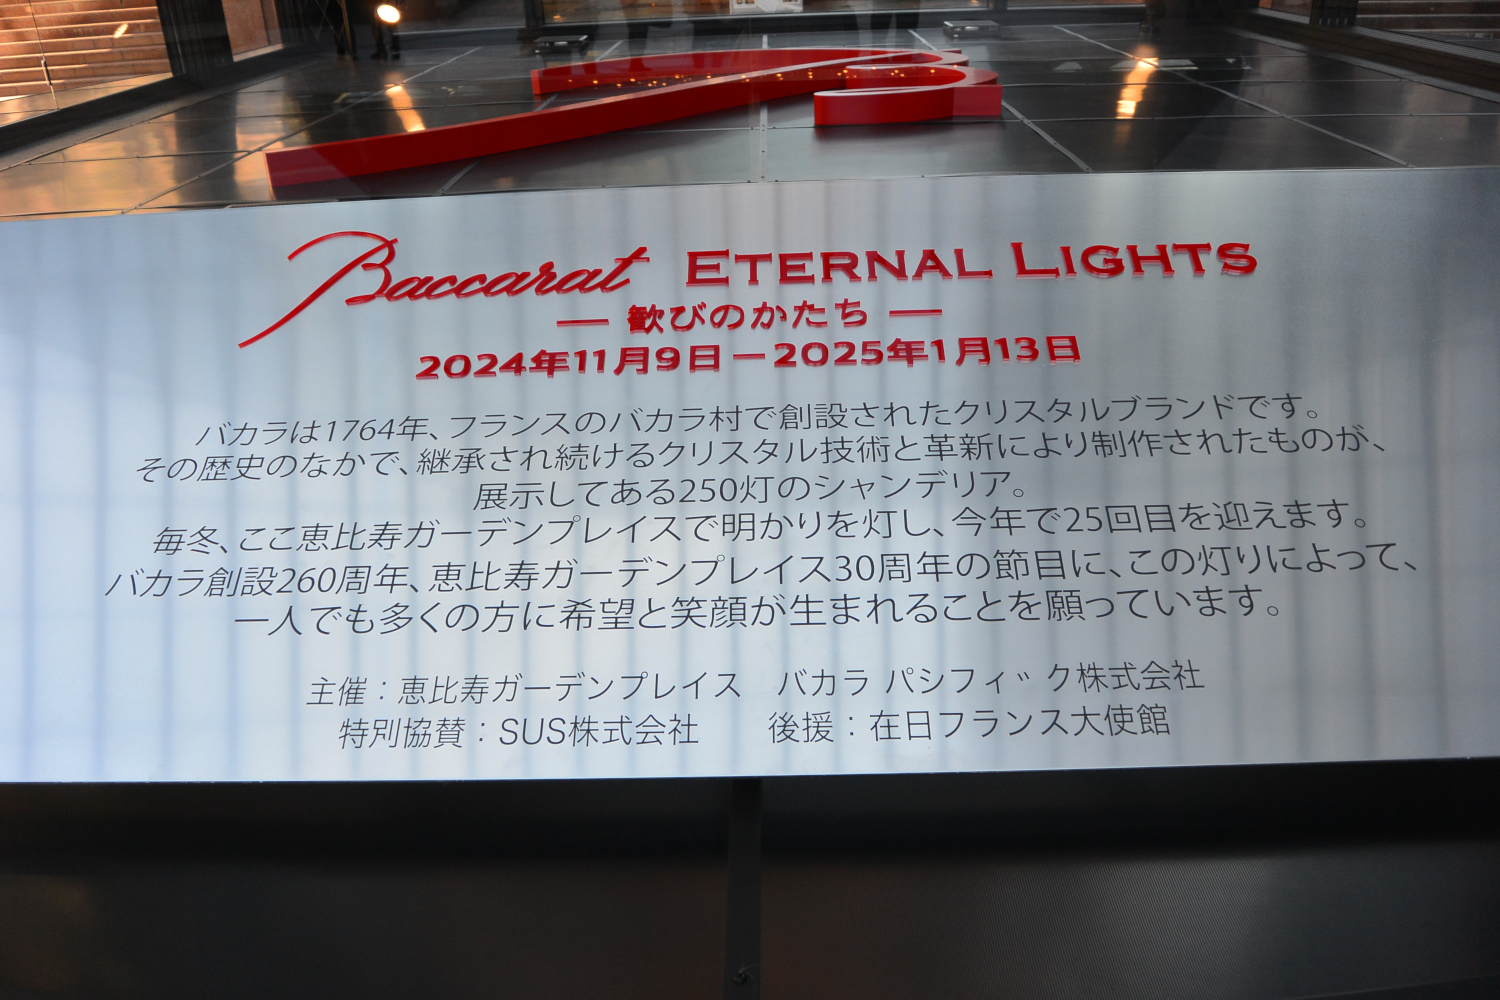 Baccarat ETERNAL LIGHTS
— 歓びのかたち —
2024年11月9日－2025年1月13日
バカラは1764年、フランスのバカラ村で創設されたクリスタルブランドです。
その歴史のなかで、継承され続けるクリスタル技術と革新により制作されたものが、
展示してある250灯のシャンデリア。
毎冬、ここ恵比寿ガーデンプレイスで明かりを灯し、今年で25回目を迎えます。
バカラ創設260周年、恵比寿ガーデンプレイス30周年の節目に、この灯りによって、
一人でも多くの方に希望と笑顔が生まれることを願っています。
主催：恵比寿ガーデンプレイス　バカラ パシフィック株式会社
特別協賛：SUS株式会社　　後援：在日フランス大使館